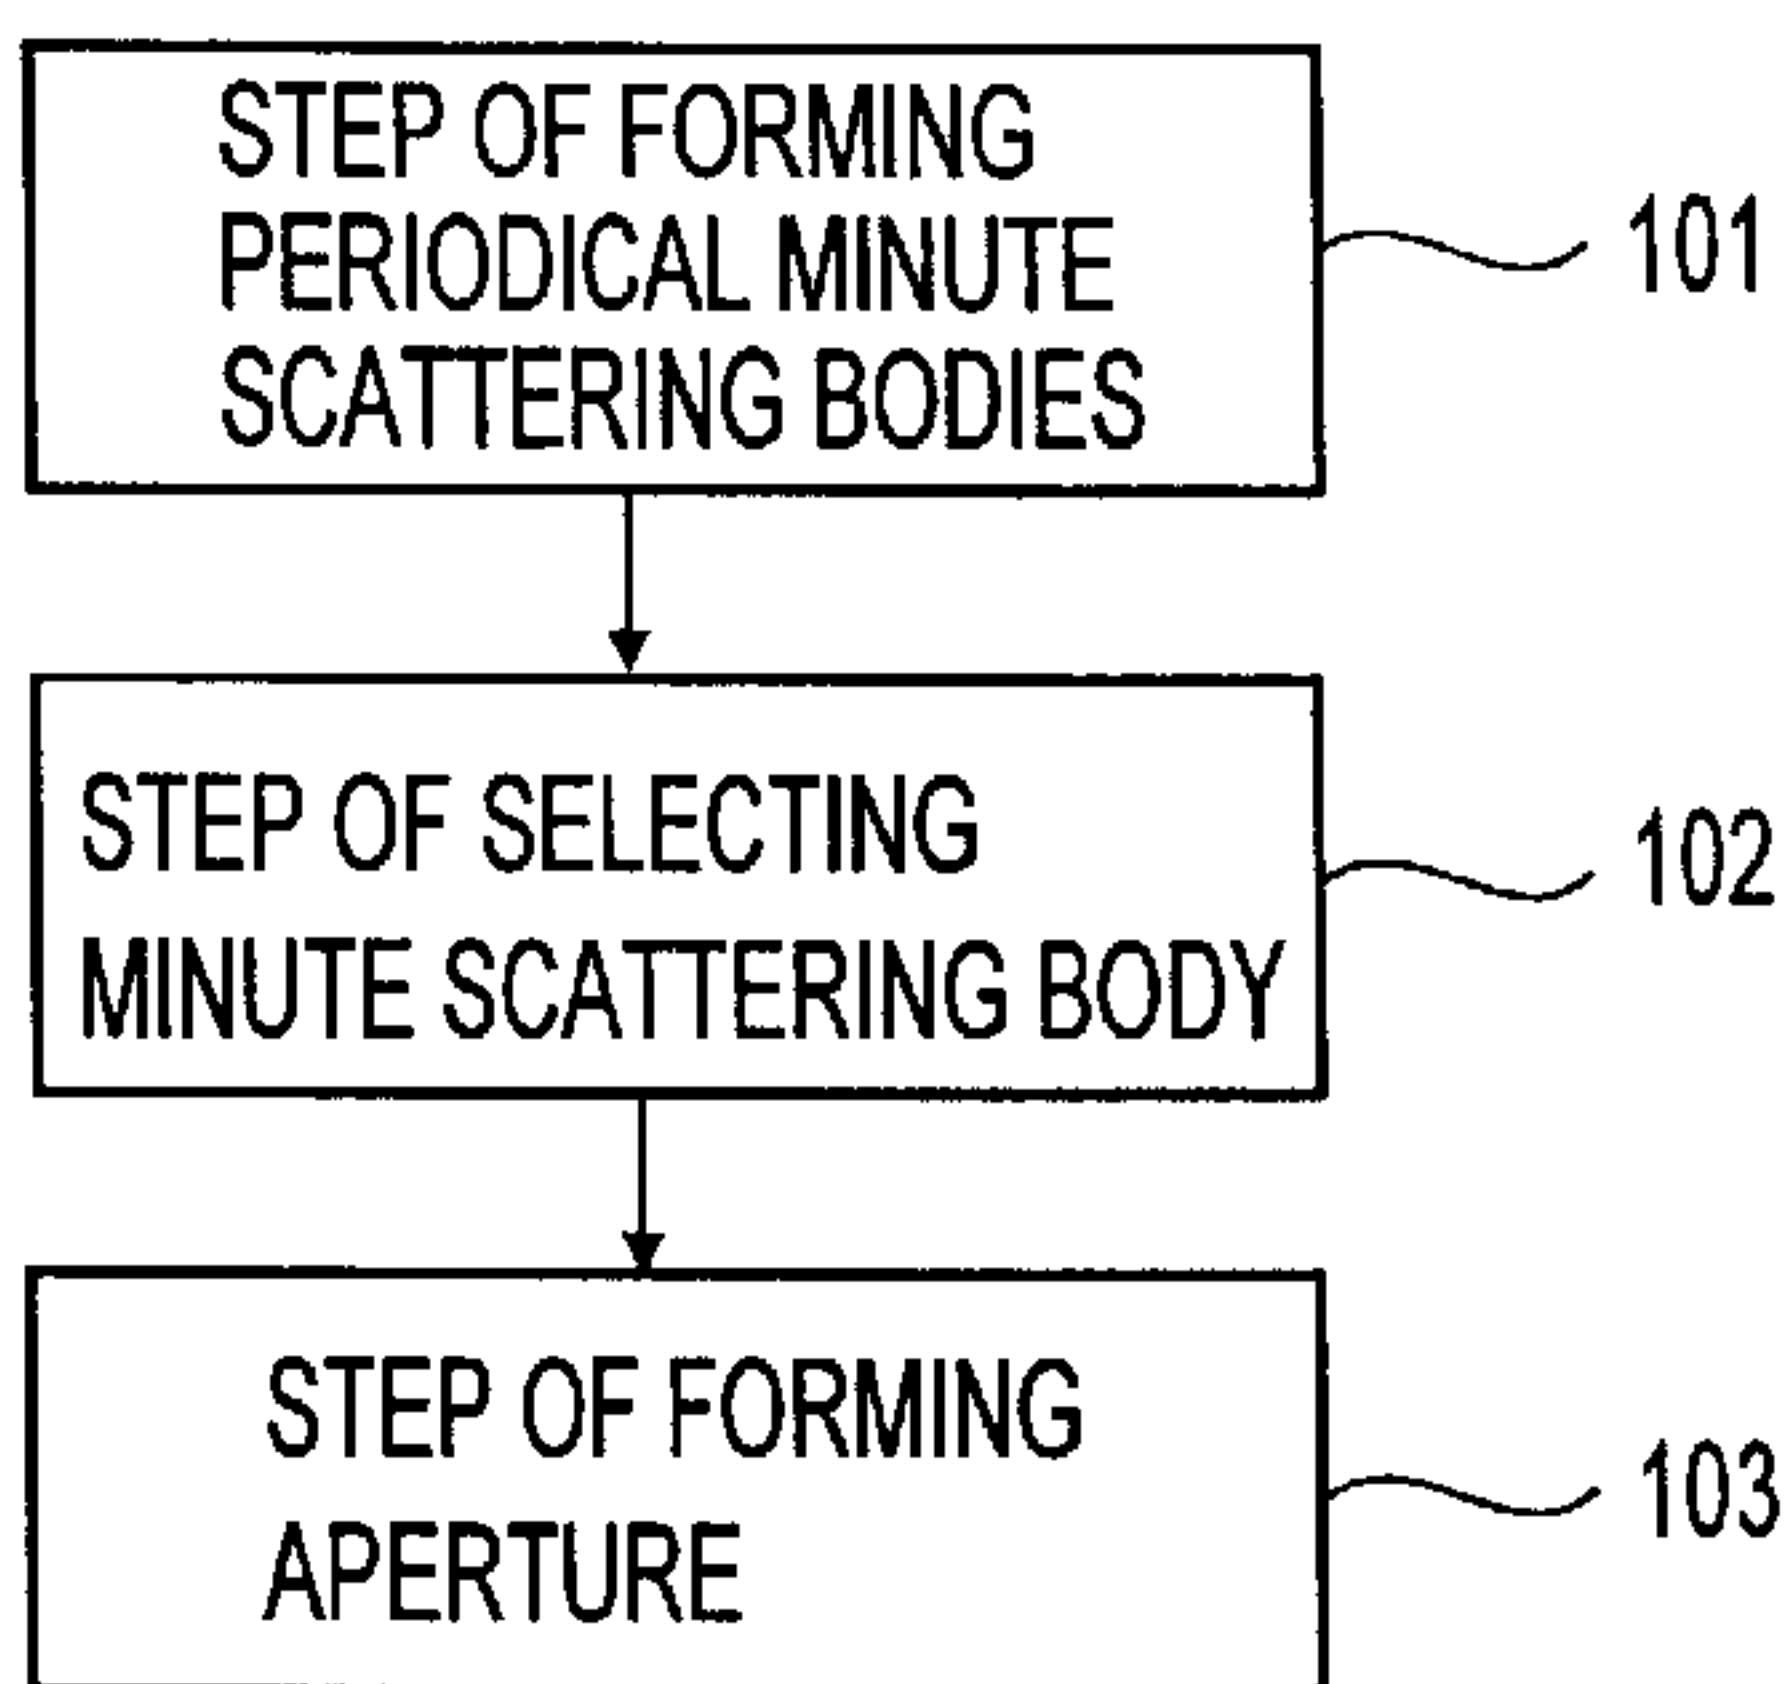 STEP OF FORMING
PERIODICAL MINUTE
SCATTERING BODIES
101
STEP OF SELECTING
MINUTE SCATTERING BODY
102
STEP OF FORMING
APERTURE
103